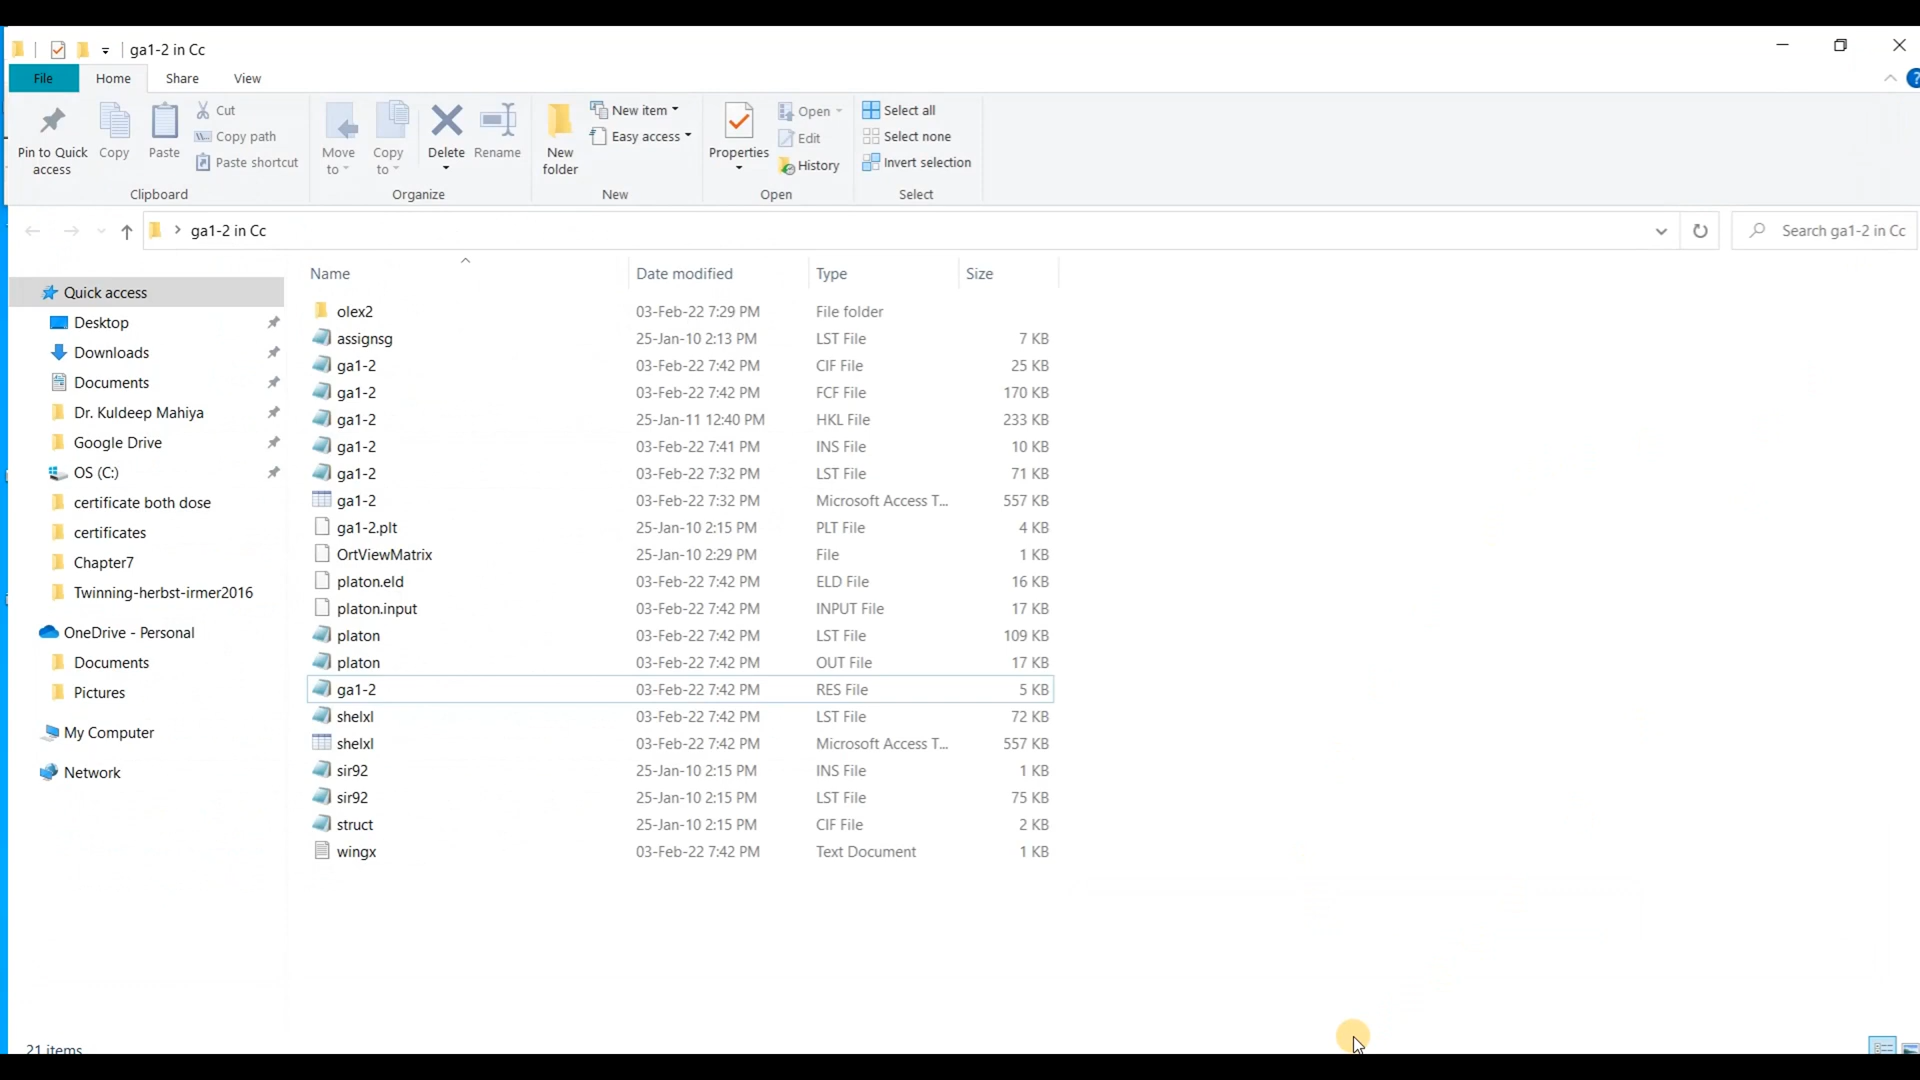 ga1-2 in Cc
File Home Share View
Pin to Quick access
Copy
Paste
Cut
Copy path
Paste shortcut
Clipboard
Move to
Copy to
Delete
Rename
Organize
New folder
New item
Easy access
New
Properties
Open
Edit
History
Open
Select all
Select none
Invert selection
Select
ga1-2 in Cc
Search ga1-2 in Cc
Quick access
Desktop
Downloads
Documents
Dr. Kuldeep Mahiya
Google Drive
OS (C:)
certificate both dose
certificates
Chapter7
Twinning-herbst-irmer2016
OneDrive - Personal
Documents
Pictures
My Computer
Network
Name Date modified Type Size
olex2 03-Feb-22 7:29 PM File folder
assignsg 25-Jan-10 2:13 PM LST File 7 KB
ga1-2 03-Feb-22 7:42 PM CIF File 25 KB
ga1-2 03-Feb-22 7:42 PM FCF File 170 KB
ga1-2 25-Jan-11 12:40 PM HKL File 233 KB
ga1-2 03-Feb-22 7:41 PM INS File 10 KB
ga1-2 03-Feb-22 7:32 PM LST File 71 KB
ga1-2 03-Feb-22 7:32 PM Microsoft Access T... 557 KB
ga1-2.plt 25-Jan-10 2:15 PM PLT File 4 KB
OrtViewMatrix 25-Jan-10 2:29 PM File 1 KB
platon.eld 03-Feb-22 7:42 PM ELD File 16 KB
platon.input 03-Feb-22 7:42 PM INPUT File 17 KB
platon 03-Feb-22 7:42 PM LST File 109 KB
platon 03-Feb-22 7:42 PM OUT File 17 KB
ga1-2 03-Feb-22 7:42 PM RES File 5 KB
shelxl 03-Feb-22 7:42 PM LST File 72 KB
shelxl 03-Feb-22 7:42 PM Microsoft Access T... 557 KB
sir92 25-Jan-10 2:15 PM INS File 1 KB
sir92 25-Jan-10 2:15 PM LST File 75 KB
struct 25-Jan-10 2:15 PM CIF File 2 KB
wingx 03-Feb-22 7:42 PM Text Document 1 KB
21 items